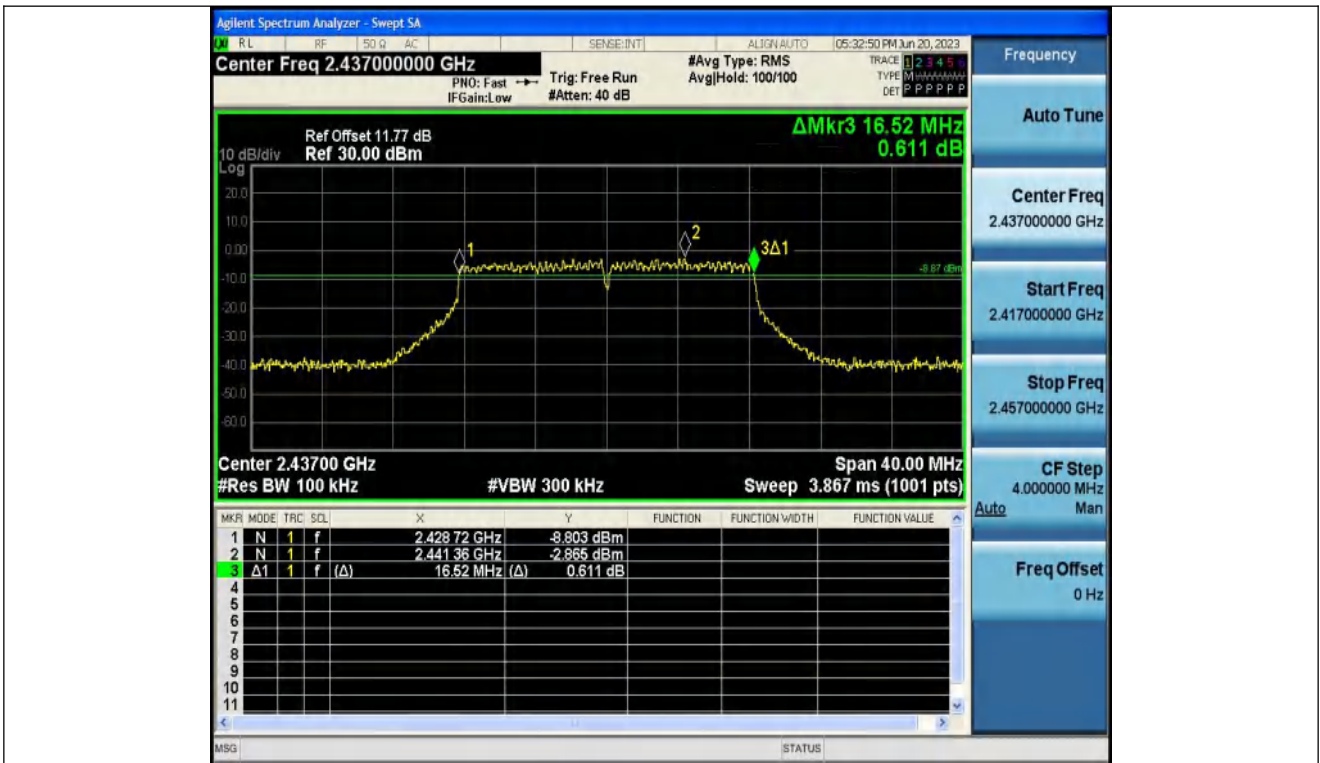 Agilent Spectrum Analyzer - Swept SA
RL RF 50 Ω AC SENSE:INT ALIGN AUTO 05:32:50 PM Jun 20, 2023
Center Freq 2.437000000 GHz
PNO: Fast
IFGain:Low
Trig: Free Run
#Atten: 40 dB
#Avg Type: RMS
Avg|Hold: 100/100
TRACE 1 2 3 4 5 6
TYPE M
DET P P P P P P
ΔMkr3 16.52 MHz
0.611 dB
Ref Offset 11.77 dB
10 dB/div Ref 30.00 dBm
Log
20.0
10.0
0.00
-10.0
-20.0
-30.0
-40.0
-50.0
-60.0
1
2
3Δ1
-8.87 dBm
Center 2.43700 GHz Span 40.00 MHz
#Res BW 100 kHz #VBW 300 kHz Sweep 3.867 ms (1001 pts)
MKR MODE TRC SCL X Y FUNCTION FUNCTION WIDTH FUNCTION VALUE
1 N 1 f 2.428 72 GHz -8.803 dBm
2 N 1 f 2.441 36 GHz -2.865 dBm
3 Δ1 1 f (Δ) 16.52 MHz (Δ) 0.611 dB
4
5
6
7
8
9
10
11
MSG STATUS
Frequency
Auto Tune
Center Freq
2.437000000 GHz
Start Freq
2.417000000 GHz
Stop Freq
2.457000000 GHz
CF Step
4.000000 MHz
Auto Man
Freq Offset
0 Hz